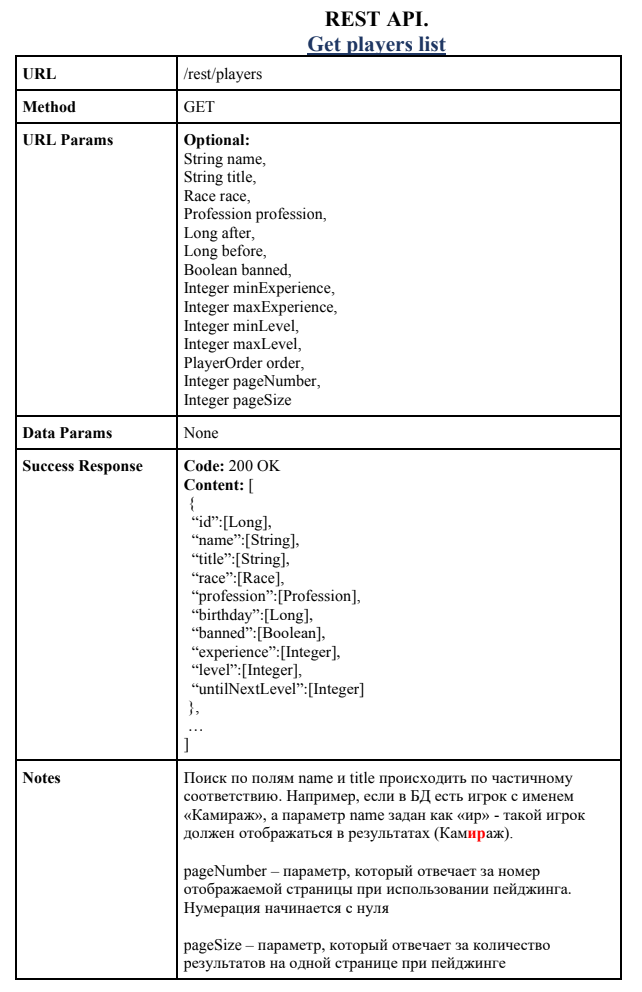 REST API.
Get players list
URL
/rest/players
Method
GET
URL Params
Optional:
String name,
String title,
Race race,
Profession profession,
Long after,
Long before,
Boolean banned,
Integer minExperience,
Integer maxExperience,
Integer minLevel,
Integer maxLevel,
PlayerOrder order,
Integer pageNumber,
Integer pageSize
Data Params
None
Success Response
Code: 200 OK
Content: [
{
“id”:[Long],
“name”:[String],
“title”:[String],
“race”:[Race],
“profession”:[Profession],
“birthday”:[Long],
“banned”:[Boolean],
“experience”:[Integer],
“level”:[Integer],
“untilNextLevel”:[Integer]
},
…
]
Notes
Поиск по полям name и title происходить по частичному
соответствию. Например, если в БД есть игрок с именем
«Камираж», а параметр name задан как «ир» - такой игрок
должен отображаться в результатах (Камираж).
pageNumber – параметр, который отвечает за номер
отображаемой страницы при использовании пейджинга.
Нумерация начинается с нуля
pageSize – параметр, который отвечает за количество
результатов на одной странице при пейджинге